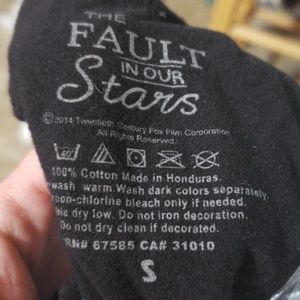 THE
FAULT
IN OUR
Stars
©2014 Twentieth Century Fox Film Corporation
All Rights Reserved
100% Cotton Made in Honduras.
wash warm. Wash dark colors separately.
non-chlorine bleach only if needed.
dry low. Do not iron decoration.
Do not dry clean if decorated.
RN# 67585 CA# 31010
S